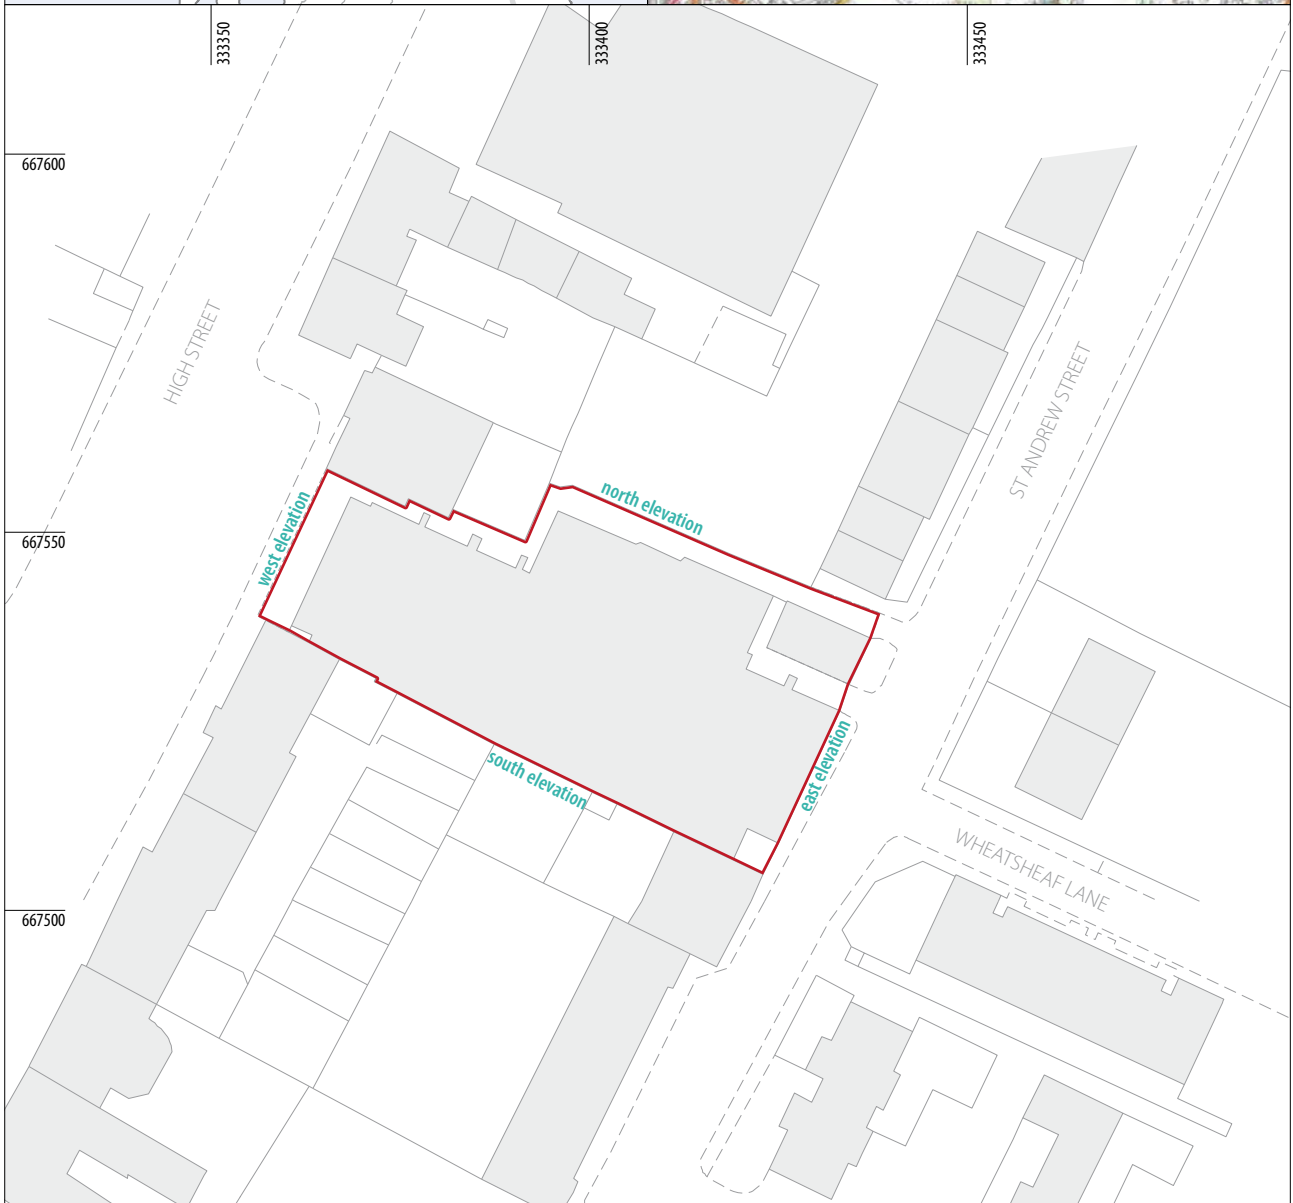 333350
333400
333450
667600
HIGH STREET
ST ANDREW STREET
north elevation
west elevation
667550
south elevation
east elevation
WHEATSHEAF LANE
667500